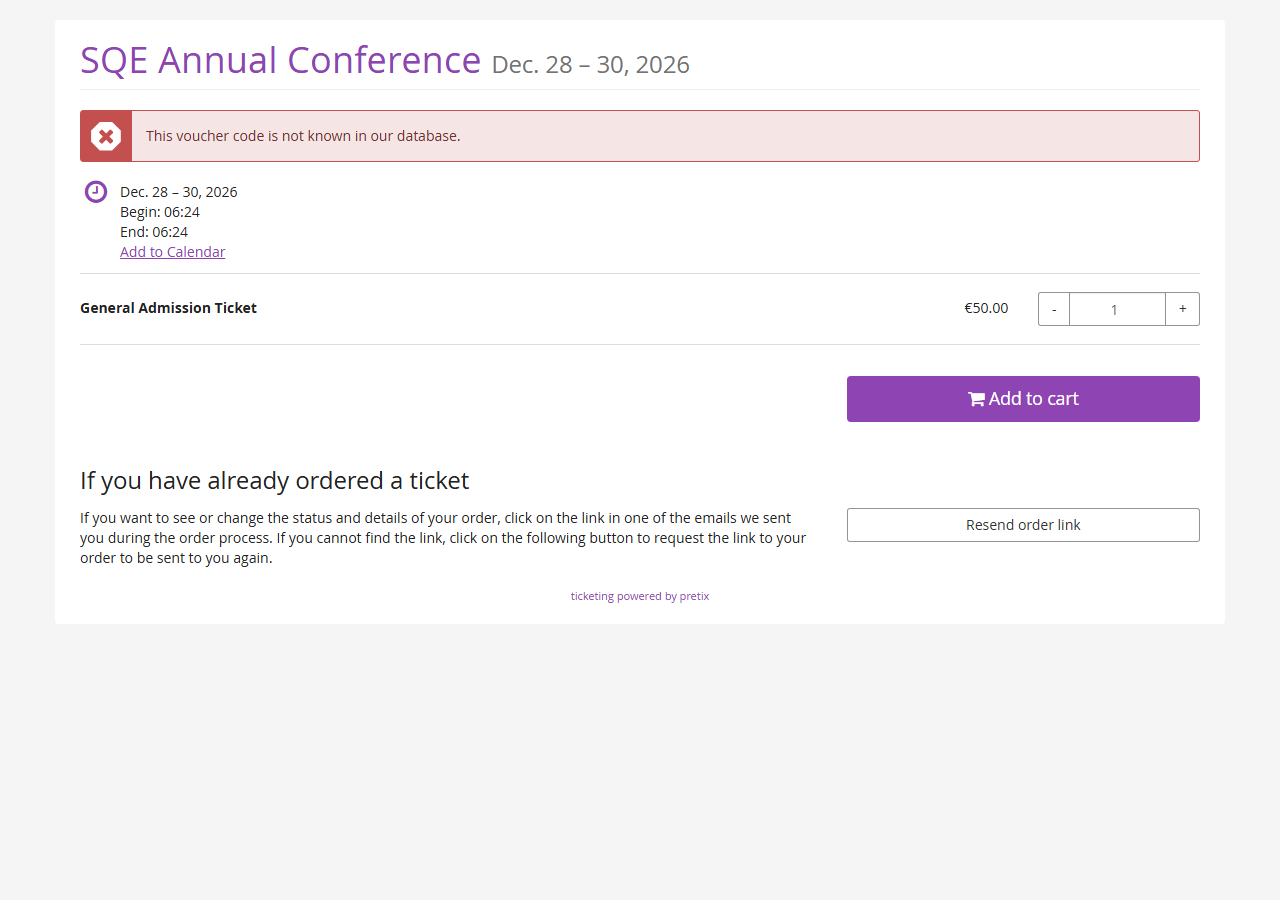 SQE Annual Conference Dec. 28 – 30, 2026
This voucher code is not known in our database.
Dec. 28 – 30, 2026
Begin: 06:24
End: 06:24
Add to Calendar
General Admission Ticket €50.00 - 1 +
Add to cart
If you have already ordered a ticket
If you want to see or change the status and details of your order, click on the link in one of the emails we sent
you during the order process. If you cannot find the link, click on the following button to request the link to your
order to be sent to you again.
Resend order link
ticketing powered by pretix